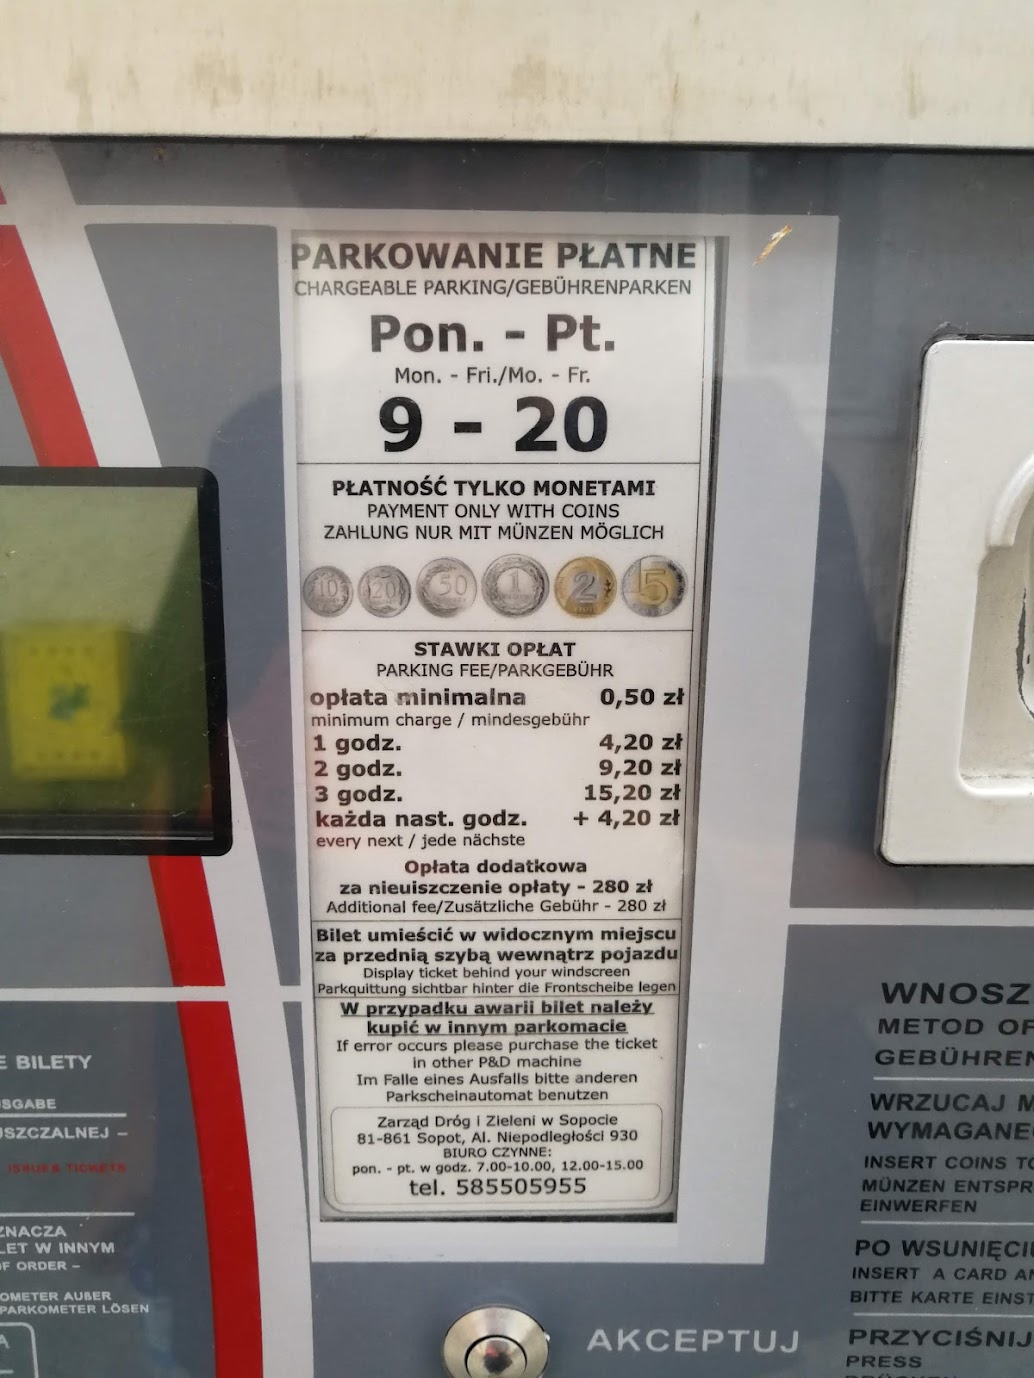 PARKOWANIE PŁATNE
CHARGEABLE PARKING/GEBÜHRENPARKEN
Pon. - Pt.
Mon. - Fri./Mo. - Fr.
9 - 20
PŁATNOŚĆ TYLKO MONETAMI
PAYMENT ONLY WITH COINS
ZAHLUNG NUR MIT MÜNZEN MÖGLICH
10 20 50 1 2 5
STAWKI OPŁAT
PARKING FEE/PARKGEBÜHR
opłata minimalna 0,50 zł
minimum charge / mindesgebühr
1 godz. 4,20 zł
2 godz. 9,20 zł
3 godz. 15,20 zł
każda nast. godz. + 4,20 zł
every next / jede nächste
Opłata dodatkowa
za nieuiszczenie opłaty - 280 zł
Additional fee/Zusätzliche Gebühr - 280 zł
Bilet umieścić w widocznym miejscu
za przednią szybą wewnątrz pojazdu
Display ticket behind your windscreen
Parkquittung sichtbar hinter die Frontscheibe legen
W przypadku awarii bilet należy
kupić w innym parkomacie
If error occurs please purchase the ticket
in other P&D machine
Im Falle eines Ausfalls bitte anderen
Parkscheinautomat benutzen
Zarząd Dróg i Zieleni w Sopocie
81-861 Sopot, Al. Niepodległości 930
BIURO CZYNNE:
pon. - pt. w godz. 7.00-10.00, 12.00-15.00
tel. 585505955
E BILETY
SGABE
USZCZALNEJ –
ISSUES TICKETS
ZNACZA
LET W INNYM
OF ORDER –
OMETER AUßER
PARKOMETER LÖSEN
A
AKCEPTUJ
WNOSZ
METOD OF
GEBÜHREN
WRZUCAJ M
WYMAGANE
INSERT COINS TO
MÜNZEN ENTSPR
EINWERFEN
PO WSUNIĘCIU
INSERT A CARD AN
BITTE KARTE EINST
PRZYCIŚNIJ
PRESS